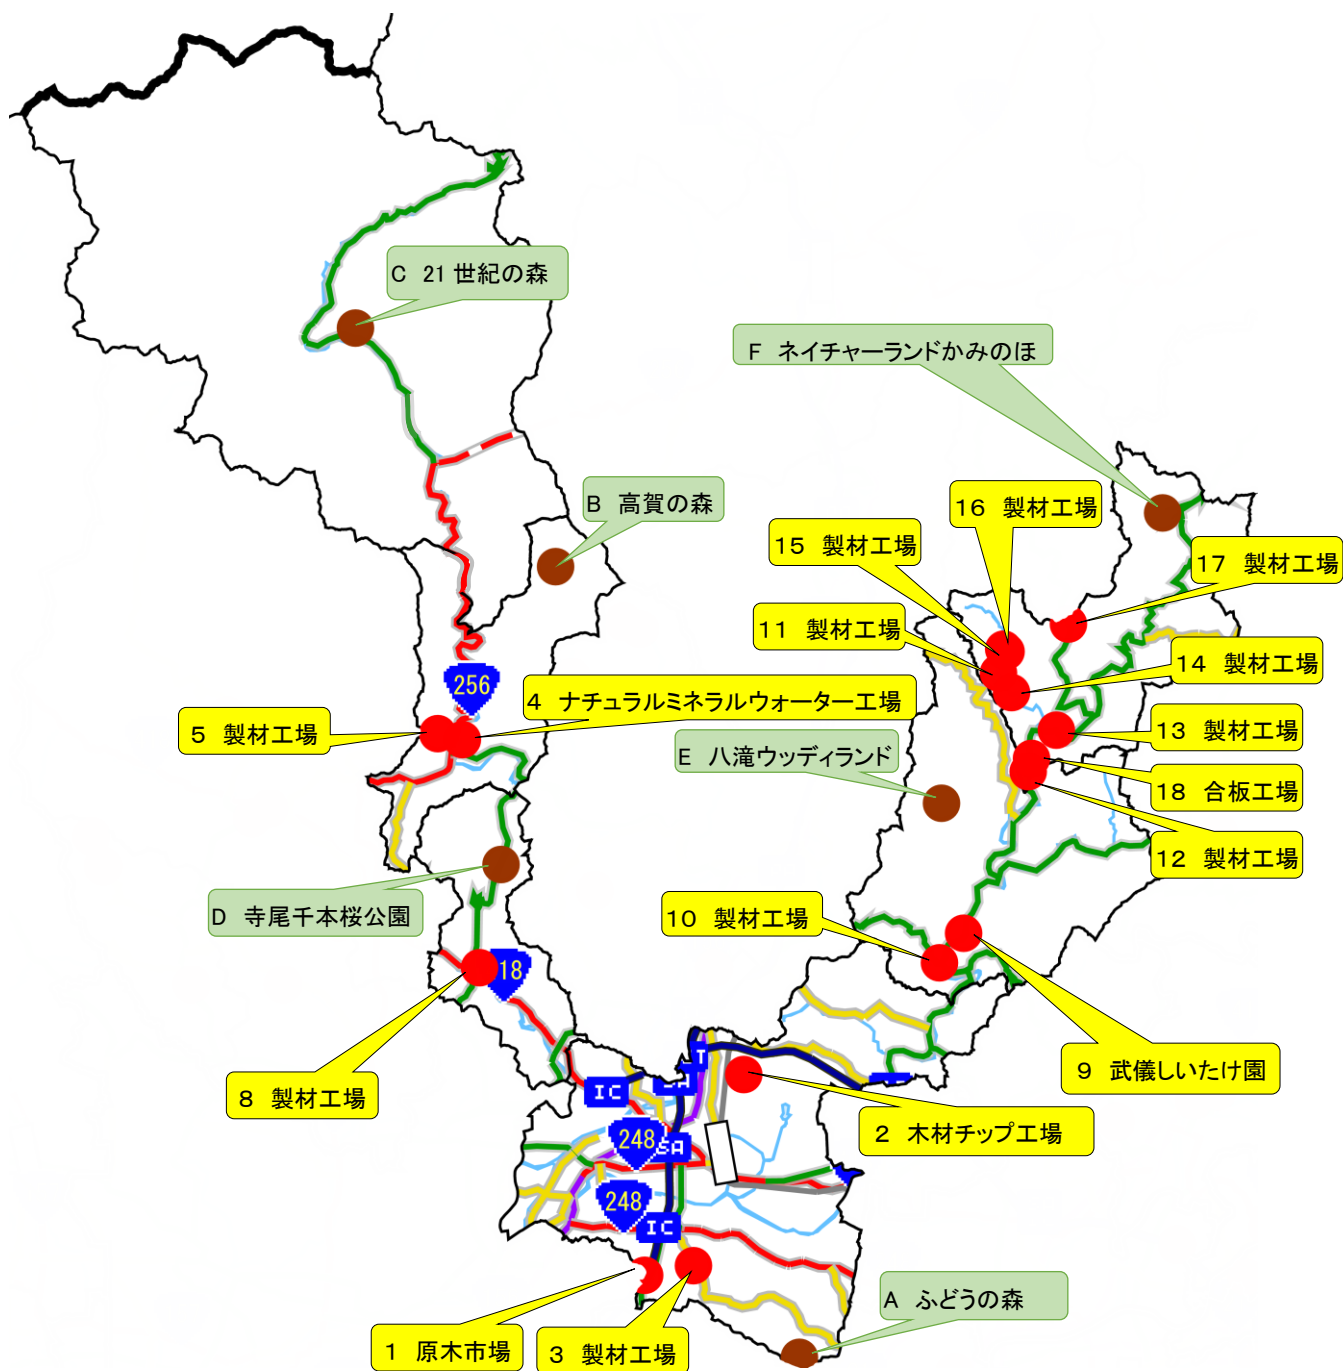 C 21世紀の森
F ネイチャーランドかみのほ
B 高賀の森
16 製材工場
15 製材工場
17 製材工場
11 製材工場
14 製材工場
256
4 ナチュラルミネラルウォーター工場
5 製材工場
13 製材工場
E 八滝ウッディランド
18 合板工場
12 製材工場
D 寺尾千本桜公園
10 製材工場
18
9 武儀しいたけ園
8 製材工場
IC
2 木材チップ工場
248
SA
248
IC
A ふどうの森
1 原木市場
3 製材工場